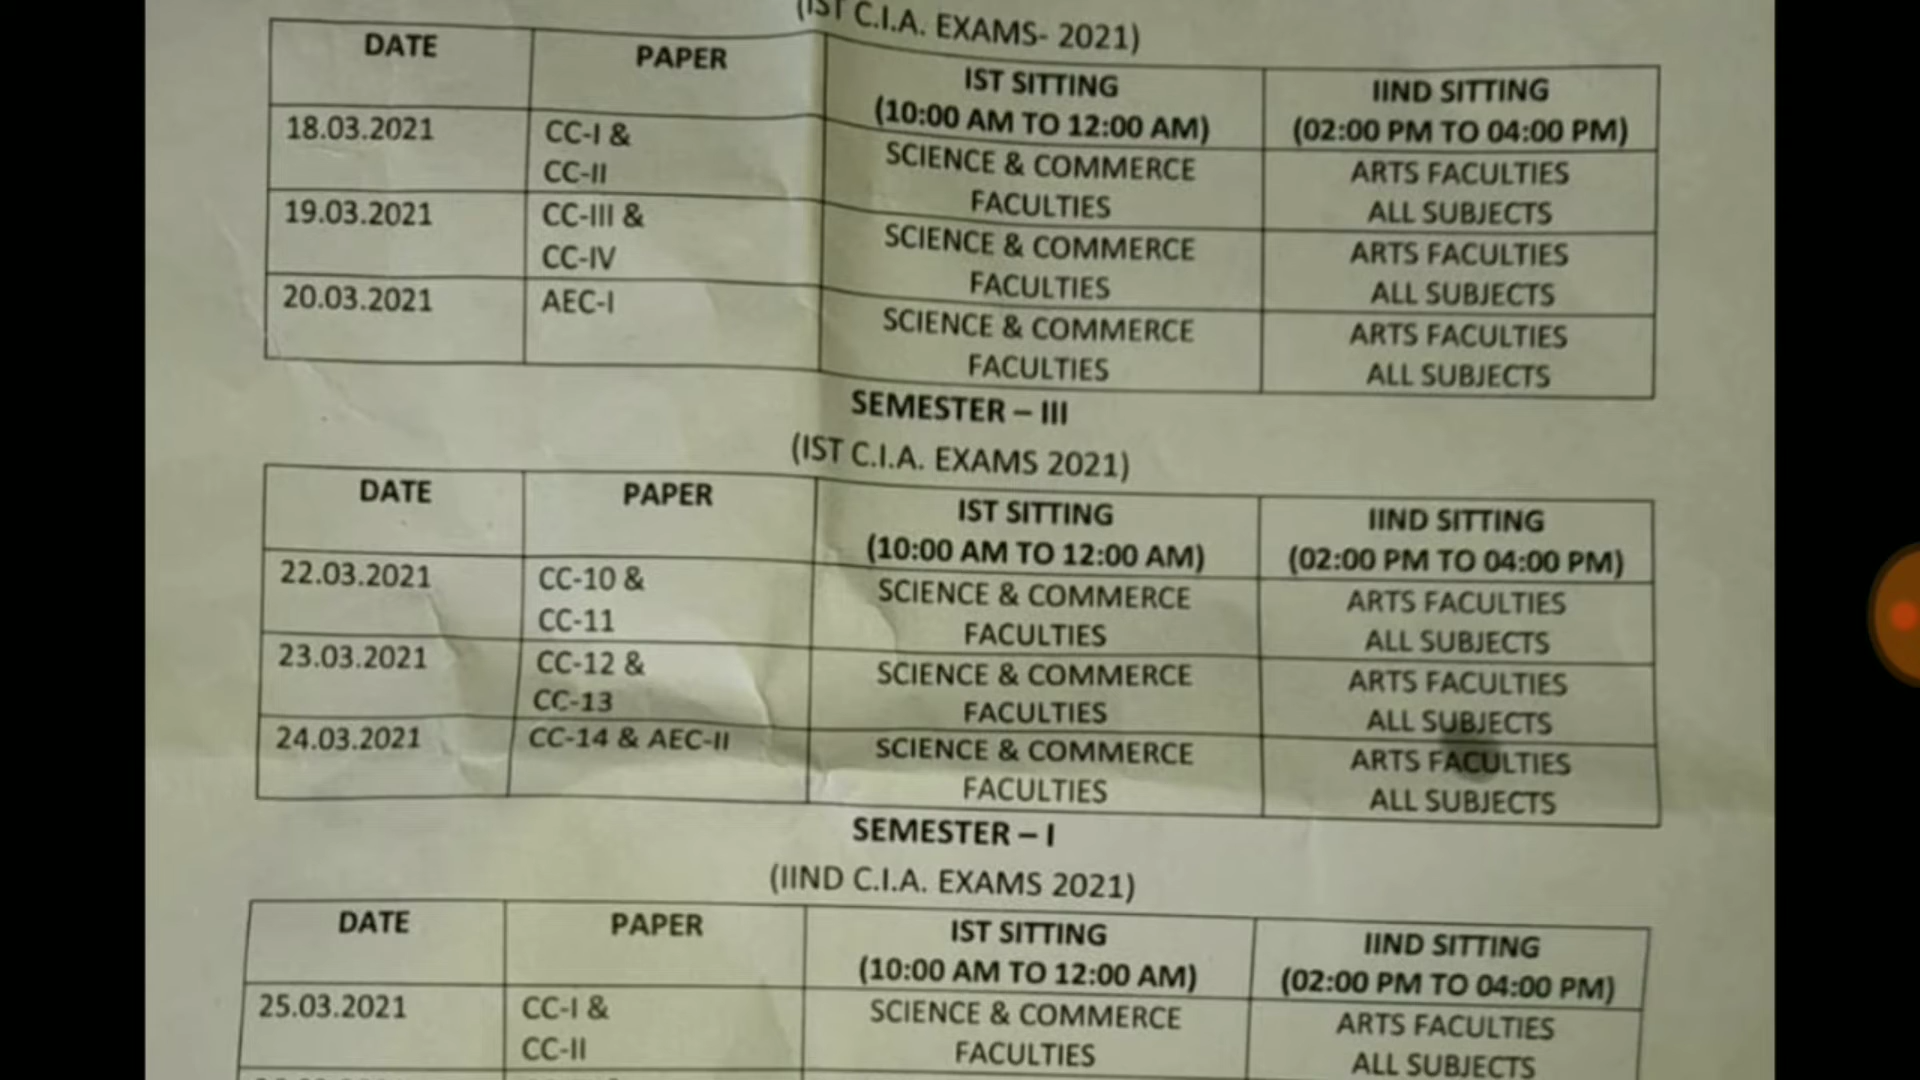 (IST C.I.A. EXAMS- 2021)
DATE PAPER IST SITTING (10:00 AM TO 12:00 AM) IIND SITTING (02:00 PM TO 04:00 PM)
18.03.2021 CC-I & CC-II SCIENCE & COMMERCE FACULTIES ARTS FACULTIES ALL SUBJECTS
19.03.2021 CC-III & CC-IV SCIENCE & COMMERCE FACULTIES ARTS FACULTIES ALL SUBJECTS
20.03.2021 AEC-I SCIENCE & COMMERCE FACULTIES ARTS FACULTIES ALL SUBJECTS
SEMESTER – III
(IST C.I.A. EXAMS 2021)
DATE PAPER IST SITTING (10:00 AM TO 12:00 AM) IIND SITTING (02:00 PM TO 04:00 PM)
22.03.2021 CC-10 & CC-11 SCIENCE & COMMERCE FACULTIES ARTS FACULTIES ALL SUBJECTS
23.03.2021 CC-12 & CC-13 SCIENCE & COMMERCE FACULTIES ARTS FACULTIES ALL SUBJECTS
24.03.2021 CC-14 & AEC-II SCIENCE & COMMERCE FACULTIES ARTS FACULTIES ALL SUBJECTS
SEMESTER – I
(IIND C.I.A. EXAMS 2021)
DATE PAPER IST SITTING (10:00 AM TO 12:00 AM) IIND SITTING (02:00 PM TO 04:00 PM)
25.03.2021 CC-I & CC-II SCIENCE & COMMERCE FACULTIES ARTS FACULTIES ALL SUBJECTS